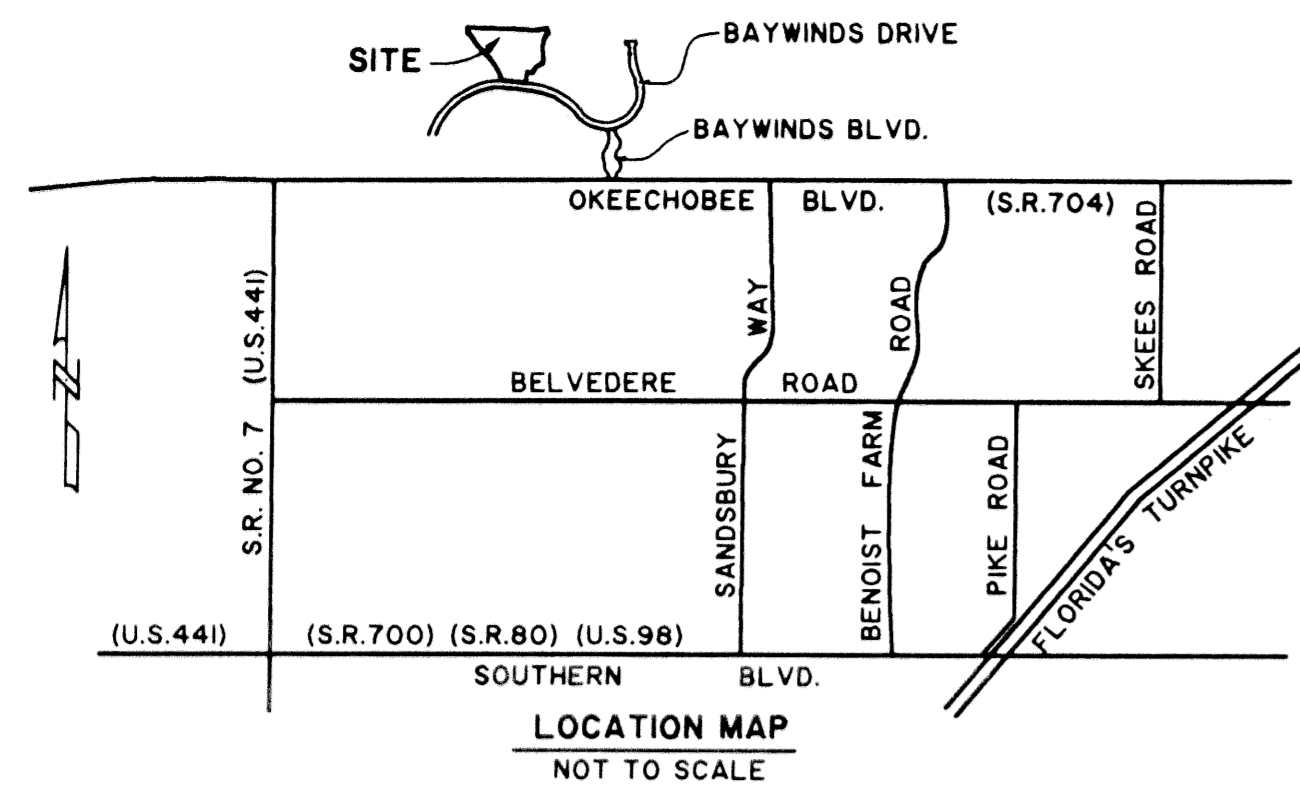 BAYWINDS DRIVE
SITE
BAYWINDS BLVD.
OKEECHOBEE BLVD. (S.R.704)
SKEES ROAD
S.R. NO. 7 (U.S.441)
SANDSBURY WAY
BENOIST FARM ROAD
BELVEDERE ROAD
N
PIKE ROAD
FLORIDA'S TURNPIKE
(U.S.441) (S.R.700) (S.R.80) (U.S.98)
SOUTHERN BLVD.
LOCATION MAP
NOT TO SCALE